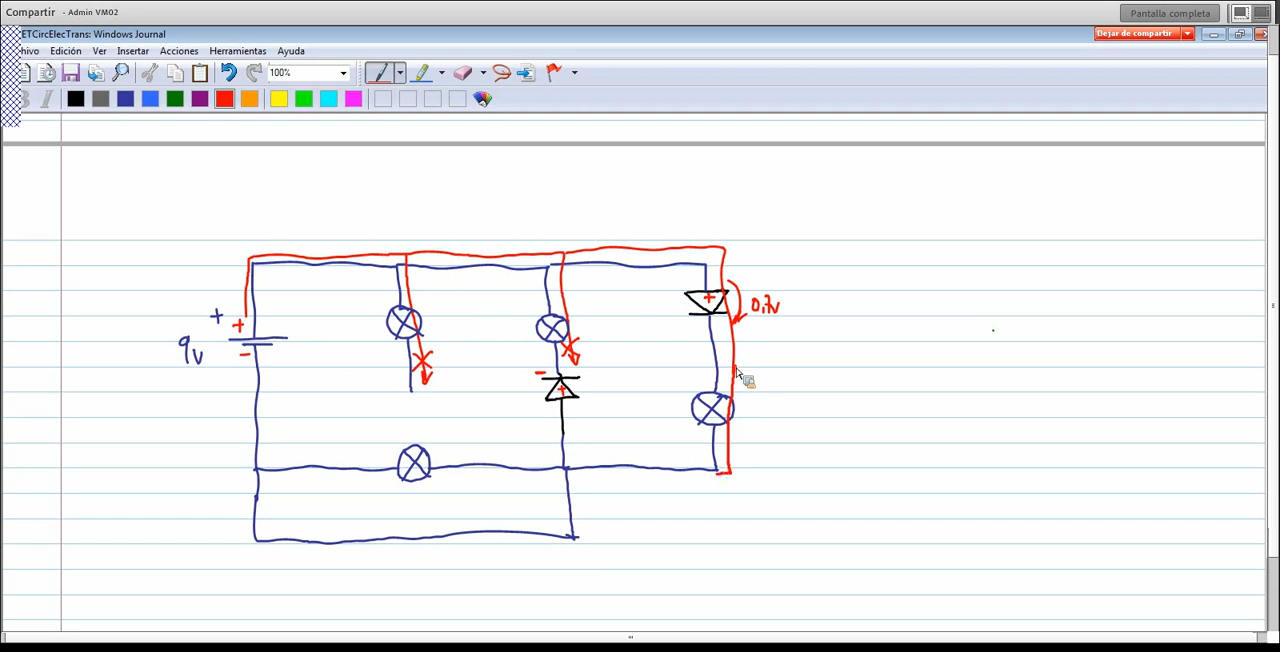 Compartir - Admin VM02
Pantalla completa
ETCircElecTrans: Windows Journal
Dejar de compartir
hivo Edición Ver Insertar Acciones Herramientas Ayuda
100%
+
+
-
9v
+
0,7v
-
+